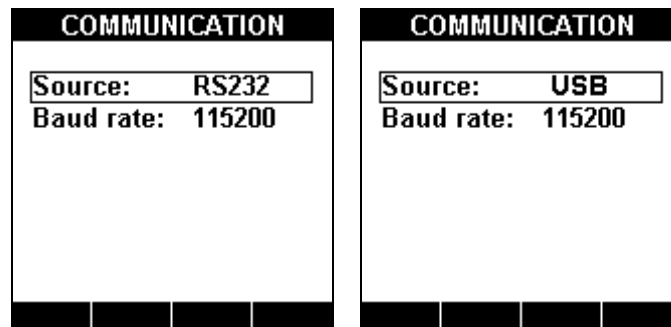 COMMUNICATION
Source: RS232
Baud rate: 115200
COMMUNICATION
Source: USB
Baud rate: 115200